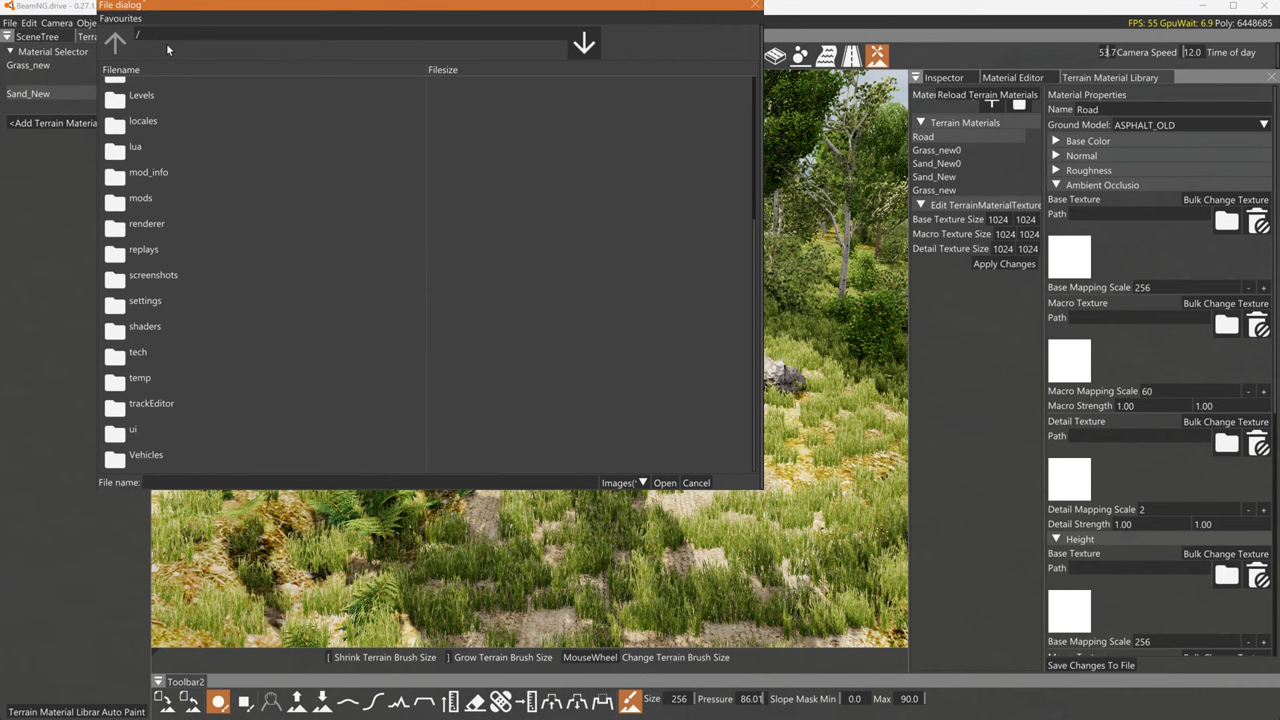 BeamNG.drive - 0.27.1
File dialog
Favourites
File Edit Camera Obje
FPS: 55 GpuWait: 6.9 Poly: 6448685
/
SceneTree
Terra
Material Selector
Grass_new
Sand_New
<Add Terrain Materia
Filename
Filesize
Levels
locales
lua
mod_info
mods
renderer
replays
screenshots
settings
shaders
tech
temp
trackEditor
ui
Vehicles
File name:
Images(*
Open
Cancel
53.7 Camera Speed
12.0 Time of day
Inspector
Material Editor
Terrain Material Library
Mater
Reload Terrain Materials
Terrain Materials
Road
Grass_new0
Sand_New0
Sand_New
Grass_new
Edit TerrainMaterialTexture
Base Texture Size 1024 1024
Macro Texture Size 1024 1024
Detail Texture Size 1024 1024
Apply Changes
Material Properties
Name Road
Ground Model: ASPHALT_OLD
Base Color
Normal
Roughness
Ambient Occlusio
Base Texture
Bulk Change Texture
Path
Base Mapping Scale 256 - +
Macro Texture
Bulk Change Texture
Path
Macro Mapping Scale 60 - +
Macro Strength 1.00 1.00
Detail Texture
Bulk Change Texture
Path
Detail Mapping Scale 2 - +
Detail Strength 1.00 1.00
Height
Base Texture
Bulk Change Texture
Path
Base Mapping Scale 256 - +
Save Changes To File
[ Shrink Terrain Brush Size
] Grow Terrain Brush Size
MouseWheel Change Terrain Brush Size
Toolbar2
Size 256
Pressure 86.01
Slope Mask Min 0.0
Max 90.0
Terrain Material Librar
Auto Paint